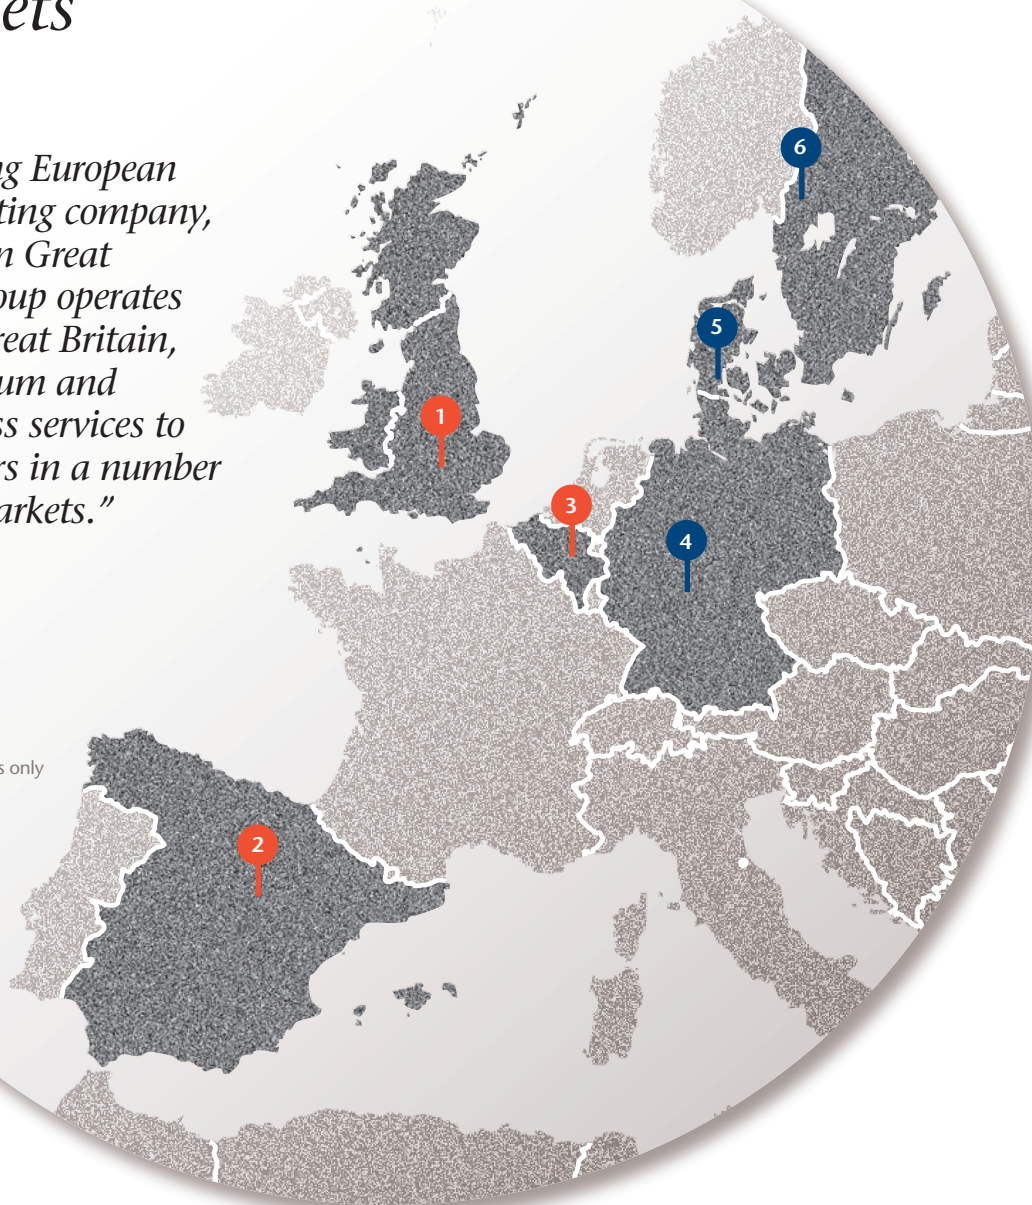 ets
ng European
ting company,
n Great
oup operates
reat Britain,
um and
ss services to
rs in a number
arkets.”
s only
6
5
1
3
4
2